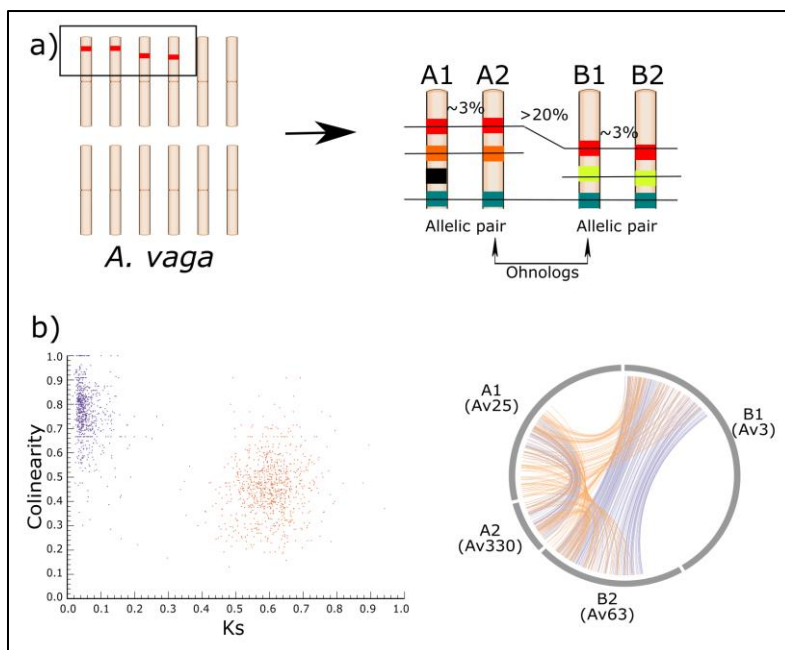 a)
A. vaga
A1 A2 B1 B2
~3%
>20%
~3%
Allelic pair Allelic pair
Ohnologs
b)
Colinearity
1.0
0.9
0.8
0.7
0.6
0.5
0.4
0.3
0.2
0.1
0.0
0.0 0.1 0.2 0.3 0.4 0.5 0.6 0.7 0.8 0.9 1.0
Ks
A1
(Av25)
B1
(Av3)
A2
(Av330)
B2
(Av63)